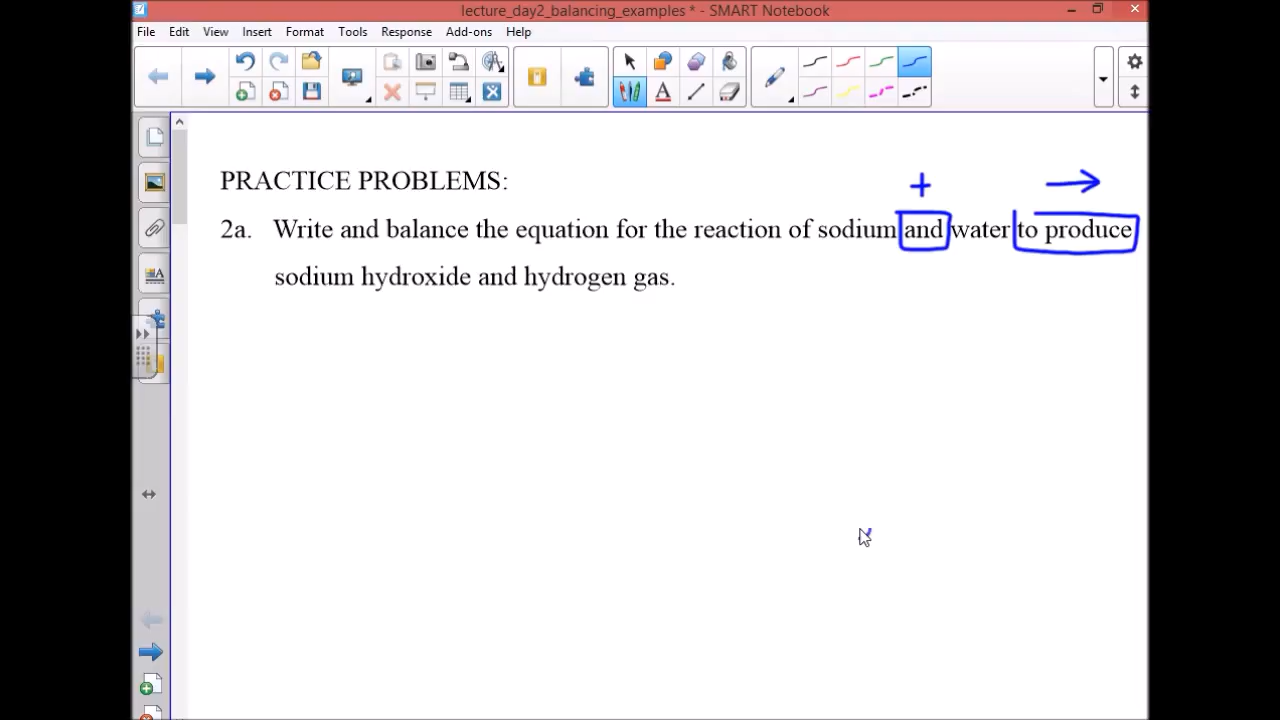 lecture_day2_balancing_examples * - SMART Notebook
File Edit View Insert Format Tools Response Add-ons Help
PRACTICE PROBLEMS:
+ →
2a. Write and balance the equation for the reaction of sodium and water to produce
sodium hydroxide and hydrogen gas.